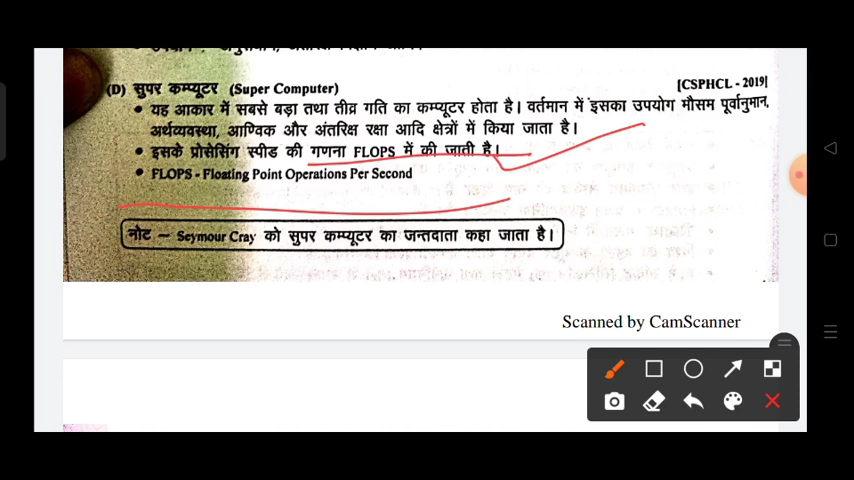 (D) सुपर कम्प्यूटर (Super Computer) [CSPHCL - 2019]
• यह आकार में सबसे बड़ा तथा तीव्र गति का कम्प्यूटर होता है। वर्तमान में इसका उपयोग मौसम पूर्वानुमान,
अर्थव्यवस्था, आण्विक और अंतरिक्ष रक्षा आदि क्षेत्रों में किया जाता है।
• इसके प्रोसेसिंग स्पीड की गणना FLOPS में की जाती है।
• FLOPS - Floating Point Operations Per Second
नोट – Seymour Cray को सुपर कम्प्यूटर का जन्तदाता कहा जाता है।
Scanned by CamScanner